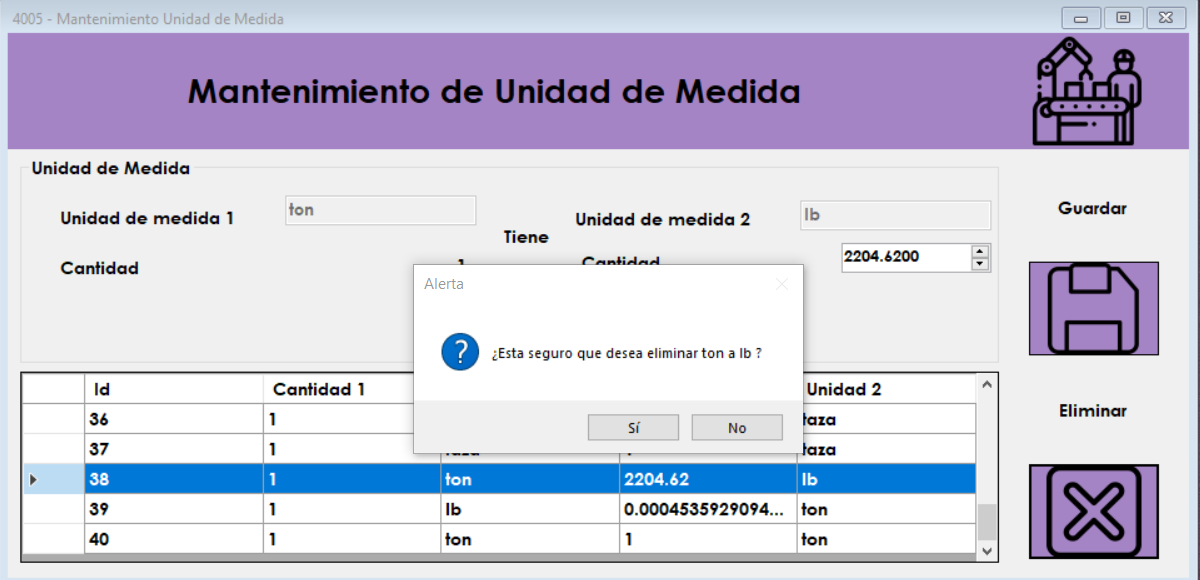 4005 - Mantenimiento Unidad de Medida
Mantenimiento de Unidad de Medida
Unidad de Medida
Unidad de medida 1
ton
Tiene
Unidad de medida 2
lb
Cantidad
1
Cantidad
2204.6200
Guardar
Eliminar
Alerta
¿Esta seguro que desea eliminar ton a lb ?
Sí
No
Id Cantidad 1 Unidad 2
36 1 taza
37 1 taza 1 taza
38 1 ton 2204.62 lb
39 1 lb 0.0004535929094... ton
40 1 ton 1 ton